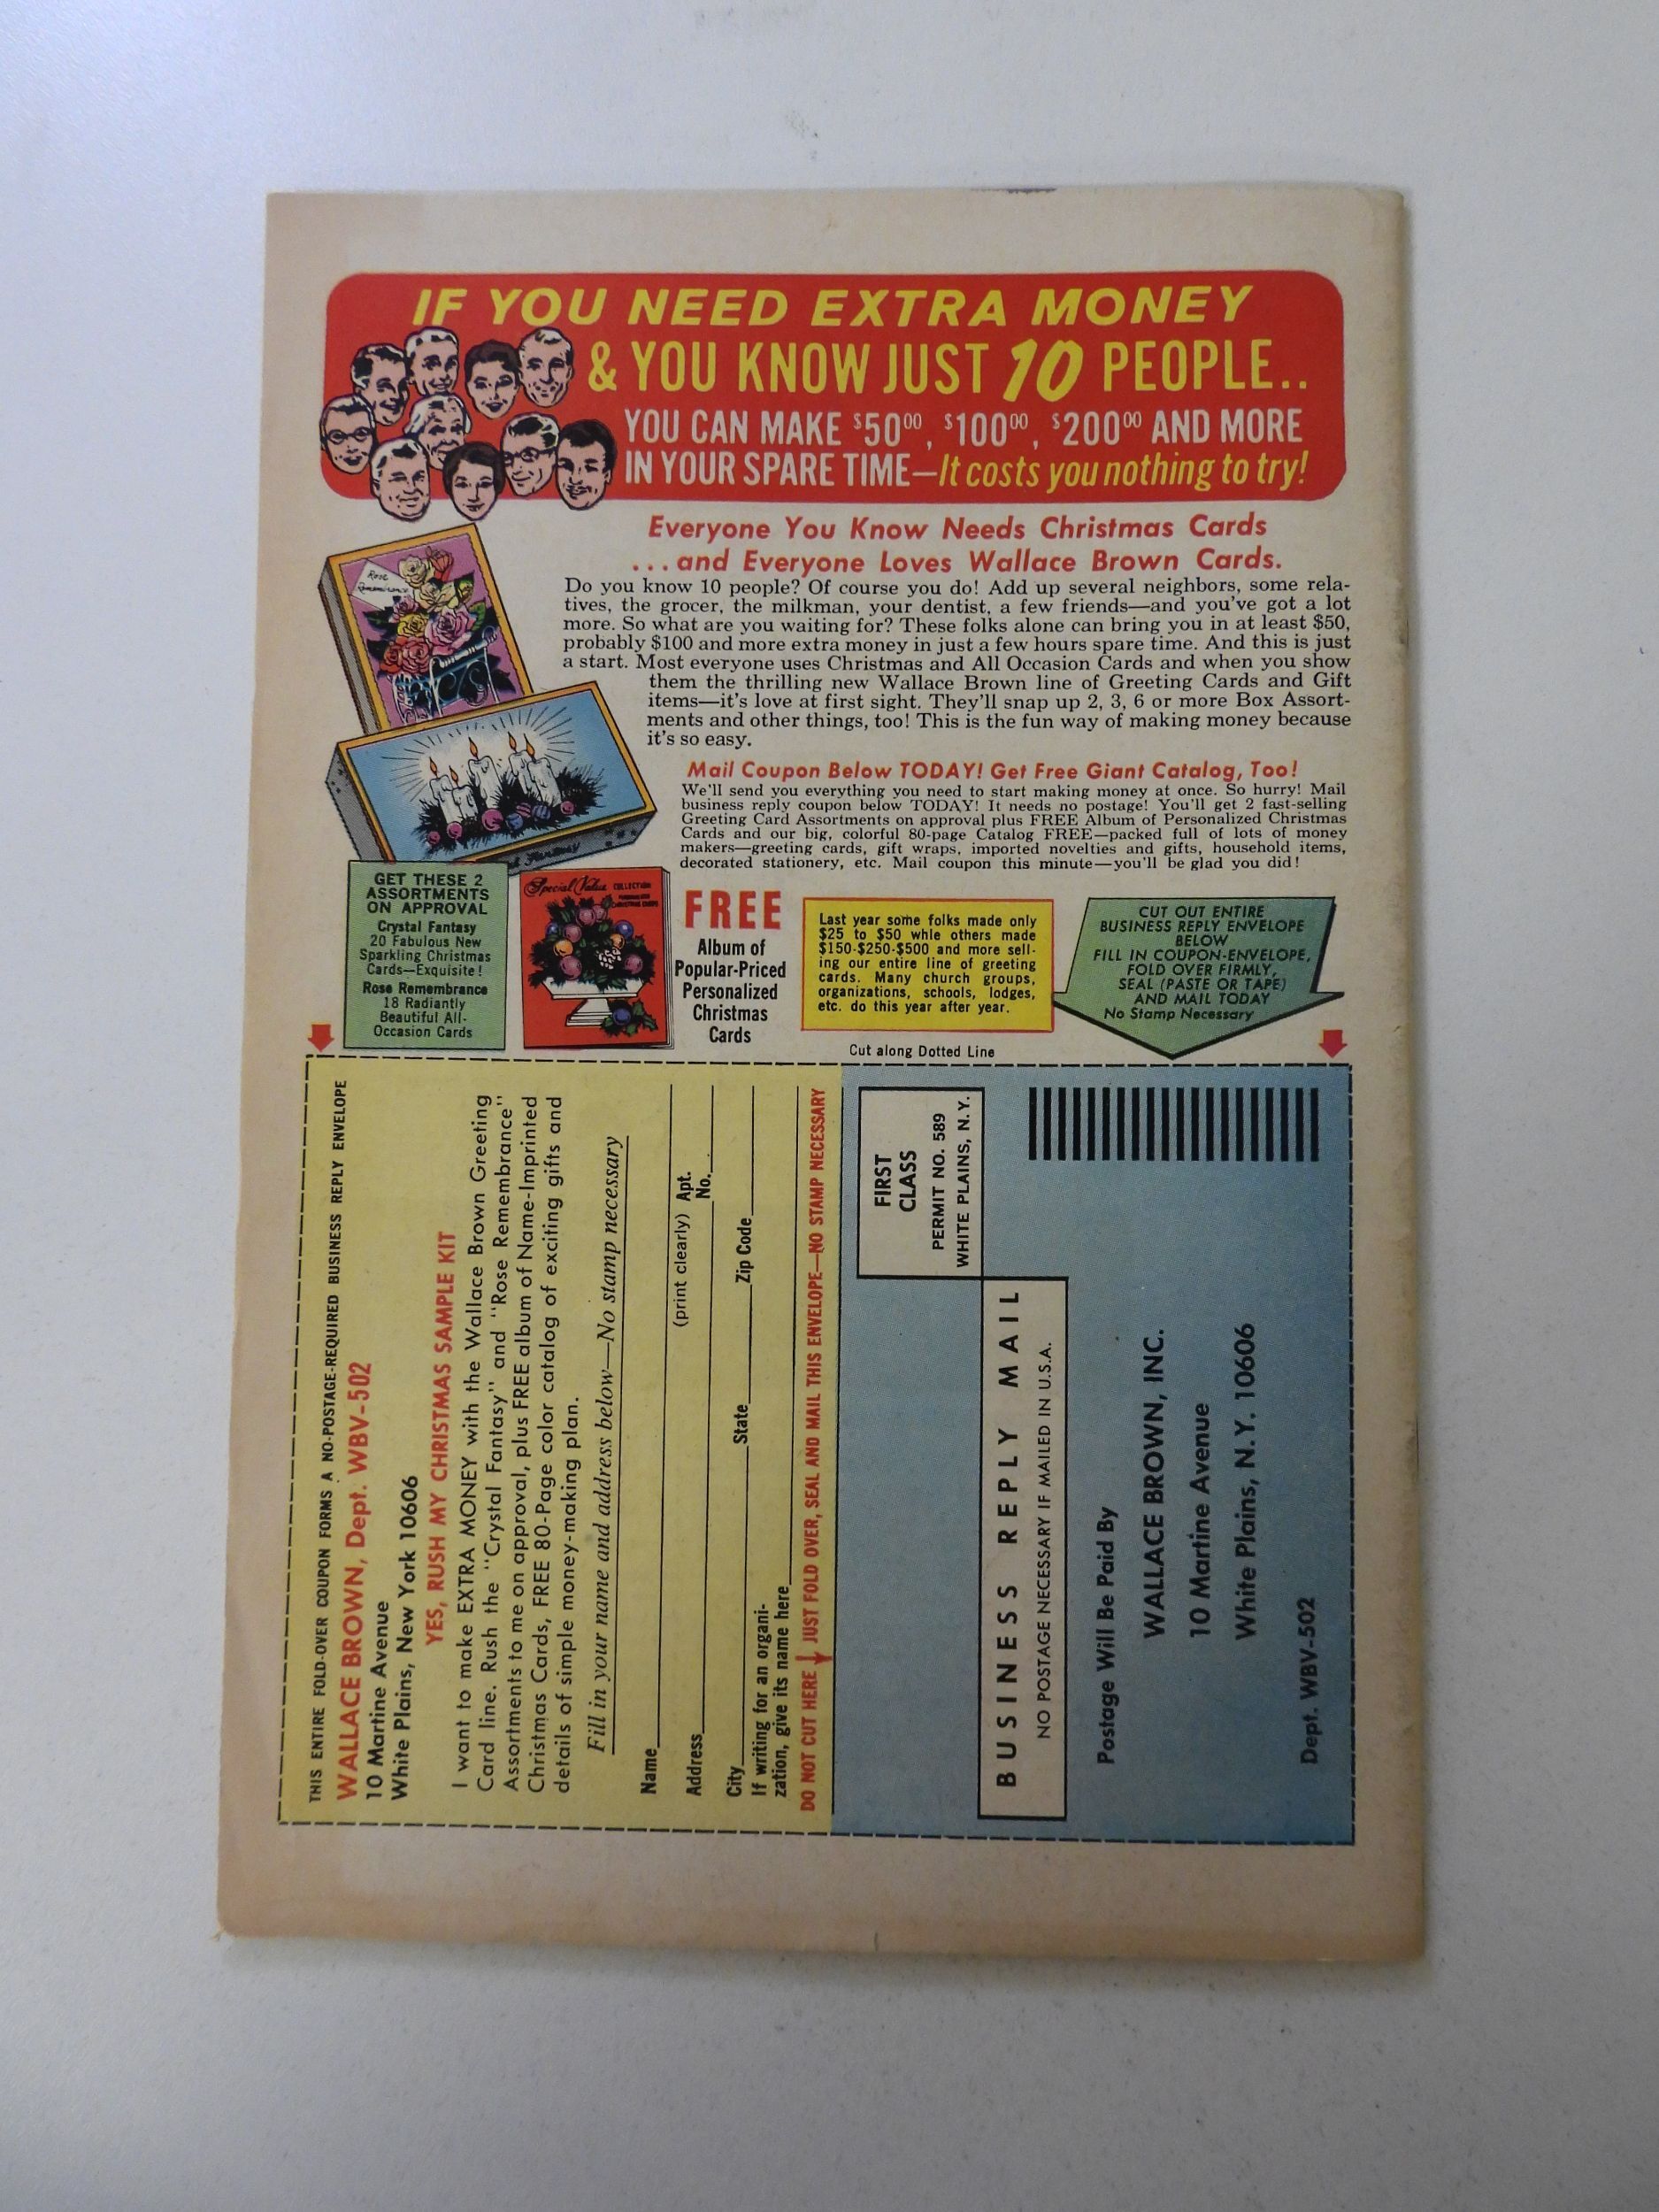 IF YOU NEED EXTRA MONEY
& YOU KNOW JUST 10 PEOPLE..
YOU CAN MAKE $50⁰⁰, $100⁰⁰, $200⁰⁰ AND MORE
IN YOUR SPARE TIME—It costs you nothing to try!
Everyone You Know Needs Christmas Cards
...and Everyone Loves Wallace Brown Cards.
Do you know 10 people? Of course you do! Add up several neighbors, some rela-
tives, the grocer, the milkman, your dentist, a few friends—and you've got a lot
more. So what are you waiting for? These folks alone can bring you in at least $50,
probably $100 and more extra money in just a few hours spare time. And this is just
a start. Most everyone uses Christmas and All Occasion Cards and when you show
them the thrilling new Wallace Brown line of Greeting Cards and Gift
items—it's love at first sight. They'll snap up 2, 3, 6 or more Box Assort-
ments and other things, too! This is the fun way of making money because
it's so easy.
Rose
Remembrance
Fantasy
Mail Coupon Below TODAY! Get Free Giant Catalog, Too!
We'll send you everything you need to start making money at once. So hurry! Mail
business reply coupon below TODAY! It needs no postage! You'll get 2 fast-selling
Greeting Card Assortments on approval plus FREE Album of Personalized Christmas
Cards and our big, colorful 80-page Catalog FREE—packed full of lots of money
makers—greeting cards, gift wraps, imported novelties and gifts, household items,
decorated stationery, etc. Mail coupon this minute—you'll be glad you did!
GET THESE 2
ASSORTMENTS
ON APPROVAL
Crystal Fantasy
20 Fabulous New
Sparkling Christmas
Cards—Exquisite!
Rose Remembrance
18 Radiantly
Beautiful All-
Occasion Cards
Special Value COLLECTION
PERSONALIZED
CHRISTMAS CARDS
FREE
Album of
Popular-Priced
Personalized
Christmas
Cards
Last year some folks made only
$25 to $50 whle others made
$150-$250-$500 and more sell-
ing our entire line of greeting
cards. Many church groups,
organizations, schools, lodges,
etc. do this year after year.
CUT OUT ENTIRE
BUSINESS REPLY ENVELOPE
BELOW
FILL IN COUPON-ENVELOPE,
FOLD OVER FIRMLY,
SEAL (PASTE OR TAPE)
AND MAIL TODAY
No Stamp Necessary
Cut along Dotted Line
THIS ENTIRE FOLD-OVER COUPON FORMS A NO-POSTAGE-REQUIRED BUSINESS REPLY ENVELOPE
WALLACE BROWN, Dept. WBV-502
10 Martine Avenue
White Plains, New York 10606
YES, RUSH MY CHRISTMAS SAMPLE KIT
I want to make EXTRA MONEY with the Wallace Brown Greeting
Card line. Rush the "Crystal Fantasy" and "Rose Remembrance"
Assortments to me on approval, plus FREE album of Name-Imprinted
Christmas Cards, FREE 80-Page color catalog of exciting gifts and
details of simple money-making plan.
Fill in your name and address below—No stamp necessary
Name
(print clearly)
Address Apt. No.
City State Zip Code
If writing for an organi-
zation, give its name here
DO NOT CUT HERE JUST FOLD OVER, SEAL AND MAIL THIS ENVELOPE—NO STAMP NECESSARY
FIRST
CLASS
PERMIT NO. 589
WHITE PLAINS, N.Y.
BUSINESS REPLY MAIL
NO POSTAGE NECESSARY IF MAILED IN U.S.A.
Postage Will Be Paid By
WALLACE BROWN, INC.
10 Martine Avenue
White Plains, N. Y. 10606
Dept. WBV-502